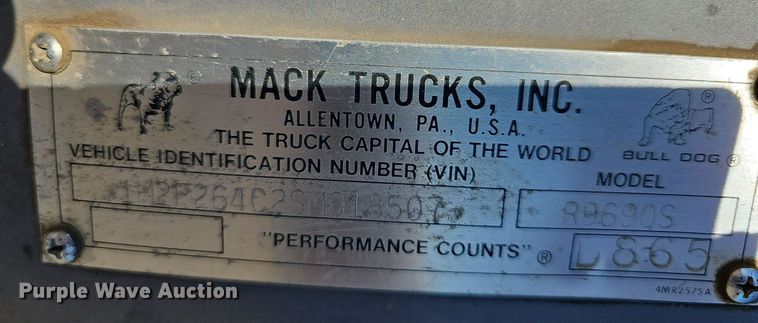 MACK TRUCKS, INC.
ALLENTOWN, PA., U.S.A.
THE TRUCK CAPITAL OF THE WORLD
BULL DOG ®
VEHICLE IDENTIFICATION NUMBER (VIN)
MODEL
"PERFORMANCE COUNTS" ®
L865
4MR2575A
Purple Wave Auction